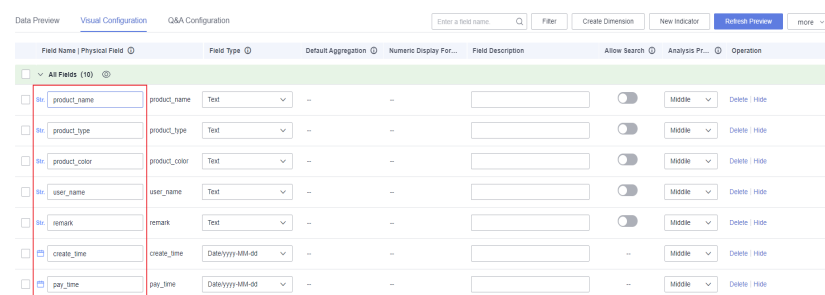 Data Preview Visual Configuration Q&A Configuration Enter a field name. Filter Create Dimension New Indicator Refresh Preview more
Field Name | Physical Field Field Type Default Aggregation Numeric Display For... Field Description Allow Search Analysis Pr... Operation
All Fields (10)
Str. product_name product_name Text -- -- Middle Delete | Hide
Str. product_type product_type Text -- -- Middle Delete | Hide
Str. product_color product_color Text -- -- Middle Delete | Hide
Str. user_name user_name Text -- -- Middle Delete | Hide
Str. remark remark Text -- -- Middle Delete | Hide
create_time create_time Date/yyyy-MM-dd -- -- -- Middle Delete | Hide
pay_time pay_time Date/yyyy-MM-dd -- -- -- Middle Delete | Hide